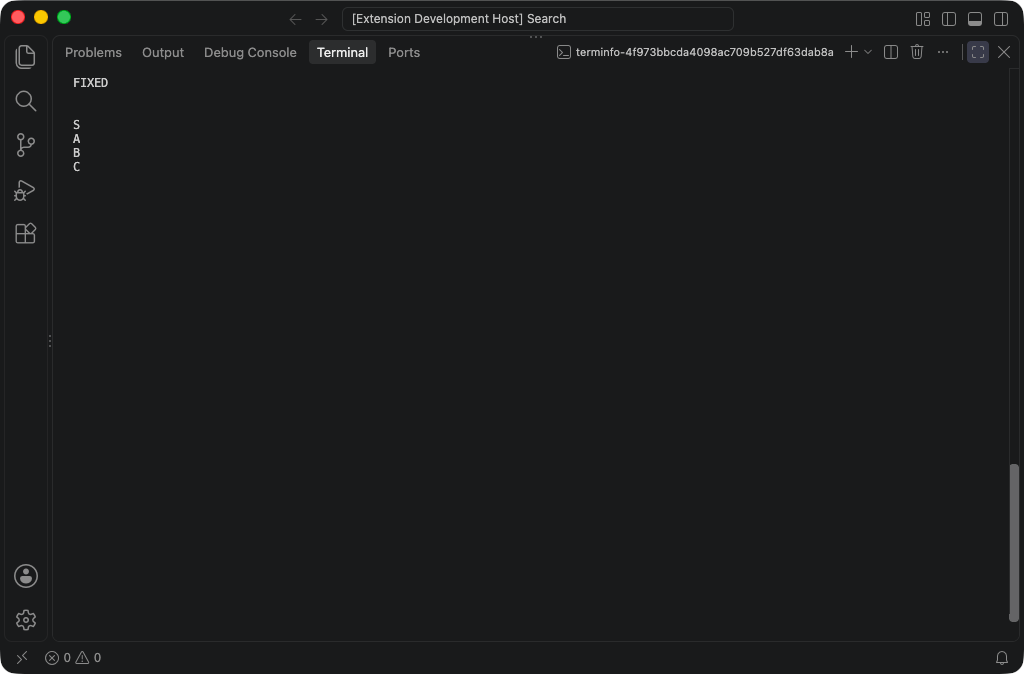 [Extension Development Host] Search
Problems Output Debug Console Terminal Ports terminfo-4f973bbcda4098ac709b527df63dab8a
FIXED
S
A
B
C
0 0